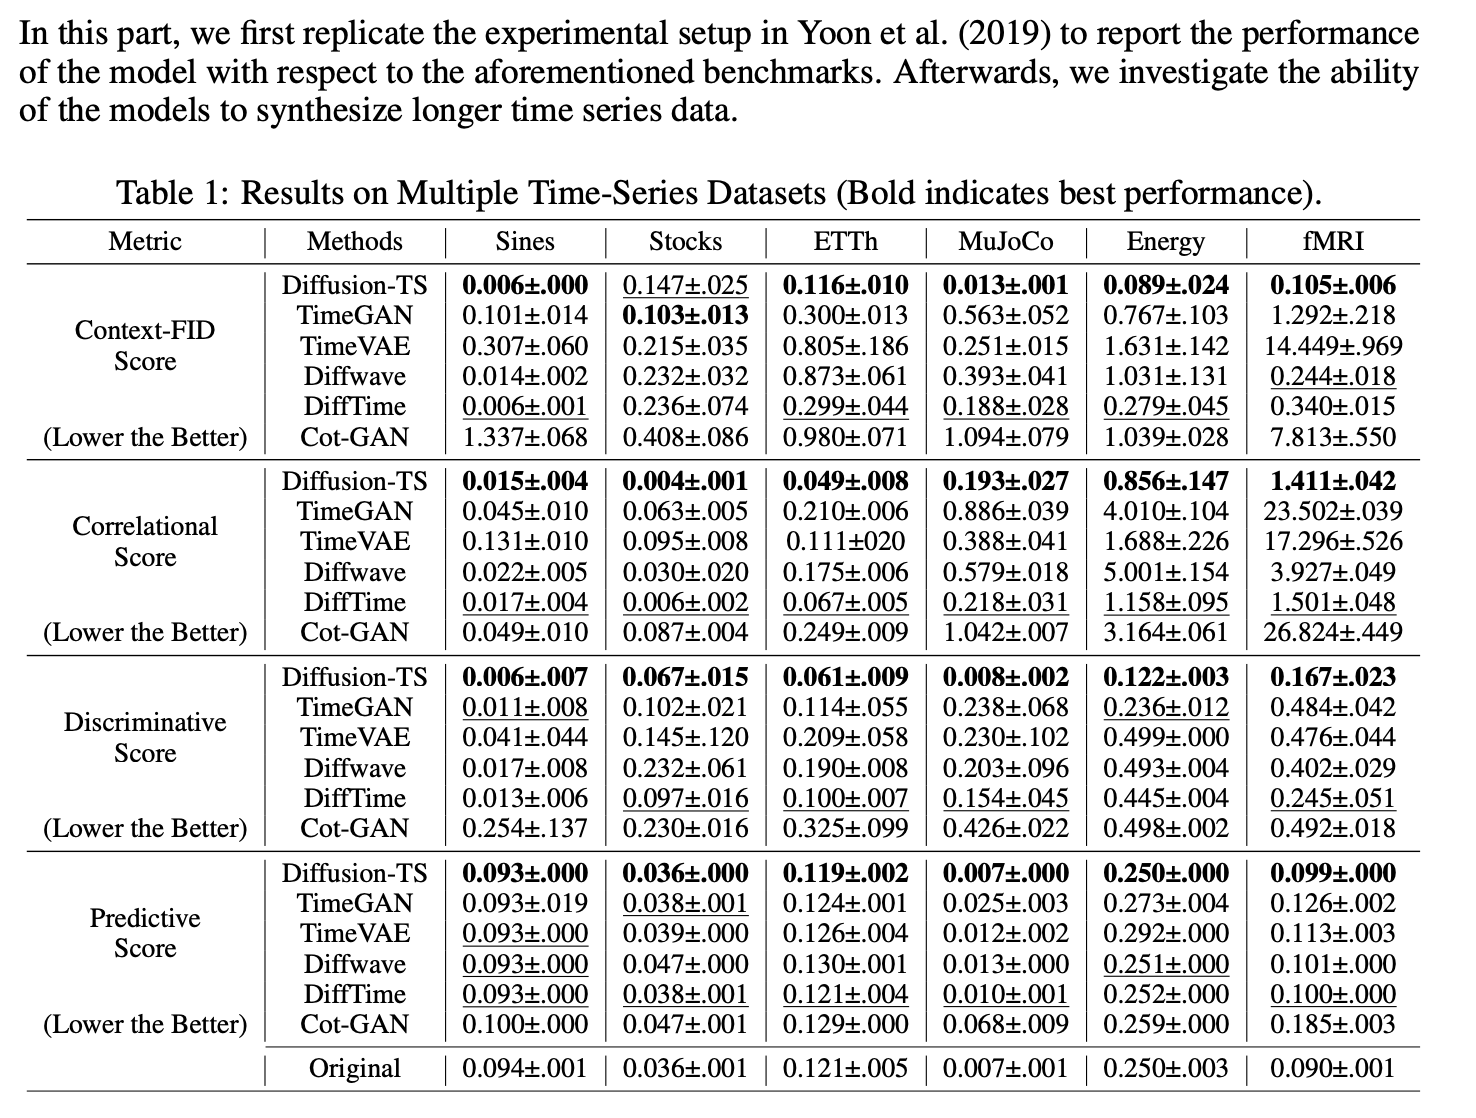 In this part, we first replicate the experimental setup in Yoon et al. (2019) to report the performance
of the model with respect to the aforementioned benchmarks. Afterwards, we investigate the ability
of the models to synthesize longer time series data.
Table 1: Results on Multiple Time-Series Datasets (Bold indicates best performance).
Metric Methods Sines Stocks ETTh MuJoCo Energy fMRI
Diffusion-TS 0.006±.000 0.147±.025 0.116±.010 0.013±.001 0.089±.024 0.105±.006
TimeGAN 0.101±.014 0.103±.013 0.300±.013 0.563±.052 0.767±.103 1.292±.218
Context-FID
TimeVAE 0.307±.060 0.215±.035 0.805±.186 0.251±.015 1.631±.142 14.449±.969
Score
Diffwave 0.014±.002 0.232±.032 0.873±.061 0.393±.041 1.031±.131 0.244±.018
DiffTime 0.006±.001 0.236±.074 0.299±.044 0.188±.028 0.279±.045 0.340±.015
(Lower the Better) Cot-GAN 1.337±.068 0.408±.086 0.980±.071 1.094±.079 1.039±.028 7.813±.550
Diffusion-TS 0.015±.004 0.004±.001 0.049±.008 0.193±.027 0.856±.147 1.411±.042
TimeGAN 0.045±.010 0.063±.005 0.210±.006 0.886±.039 4.010±.104 23.502±.039
Correlational
TimeVAE 0.131±.010 0.095±.008 0.111±020 0.388±.041 1.688±.226 17.296±.526
Score
Diffwave 0.022±.005 0.030±.020 0.175±.006 0.579±.018 5.001±.154 3.927±.049
DiffTime 0.017±.004 0.006±.002 0.067±.005 0.218±.031 1.158±.095 1.501±.048
(Lower the Better) Cot-GAN 0.049±.010 0.087±.004 0.249±.009 1.042±.007 3.164±.061 26.824±.449
Diffusion-TS 0.006±.007 0.067±.015 0.061±.009 0.008±.002 0.122±.003 0.167±.023
TimeGAN 0.011±.008 0.102±.021 0.114±.055 0.238±.068 0.236±.012 0.484±.042
Discriminative
TimeVAE 0.041±.044 0.145±.120 0.209±.058 0.230±.102 0.499±.000 0.476±.044
Score
Diffwave 0.017±.008 0.232±.061 0.190±.008 0.203±.096 0.493±.004 0.402±.029
DiffTime 0.013±.006 0.097±.016 0.100±.007 0.154±.045 0.445±.004 0.245±.051
(Lower the Better) Cot-GAN 0.254±.137 0.230±.016 0.325±.099 0.426±.022 0.498±.002 0.492±.018
Diffusion-TS 0.093±.000 0.036±.000 0.119±.002 0.007±.000 0.250±.000 0.099±.000
TimeGAN 0.093±.019 0.038±.001 0.124±.001 0.025±.003 0.273±.004 0.126±.002
Predictive
TimeVAE 0.093±.000 0.039±.000 0.126±.004 0.012±.002 0.292±.000 0.113±.003
Score
Diffwave 0.093±.000 0.047±.000 0.130±.001 0.013±.000 0.251±.000 0.101±.000
DiffTime 0.093±.000 0.038±.001 0.121±.004 0.010±.001 0.252±.000 0.100±.000
(Lower the Better) Cot-GAN 0.100±.000 0.047±.001 0.129±.000 0.068±.009 0.259±.000 0.185±.003
Original 0.094±.001 0.036±.001 0.121±.005 0.007±.001 0.250±.003 0.090±.001